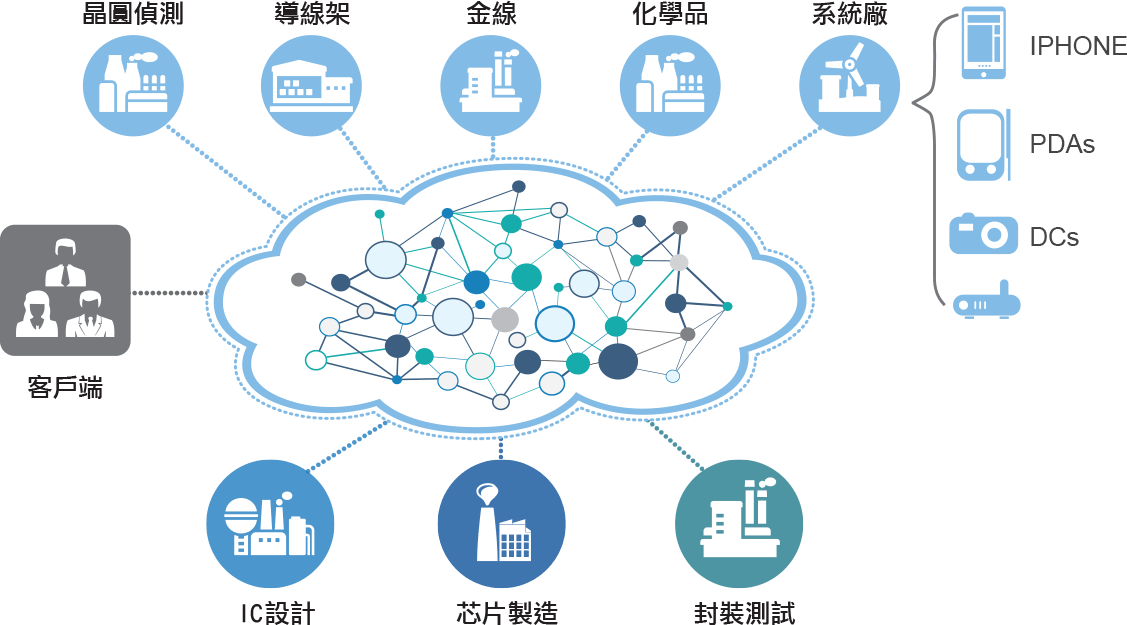 晶圓偵測
導線架
金線
化學品
系統廠
IPHONE
PDAs
DCs
客戶端
IC設計
芯片製造
封裝測試